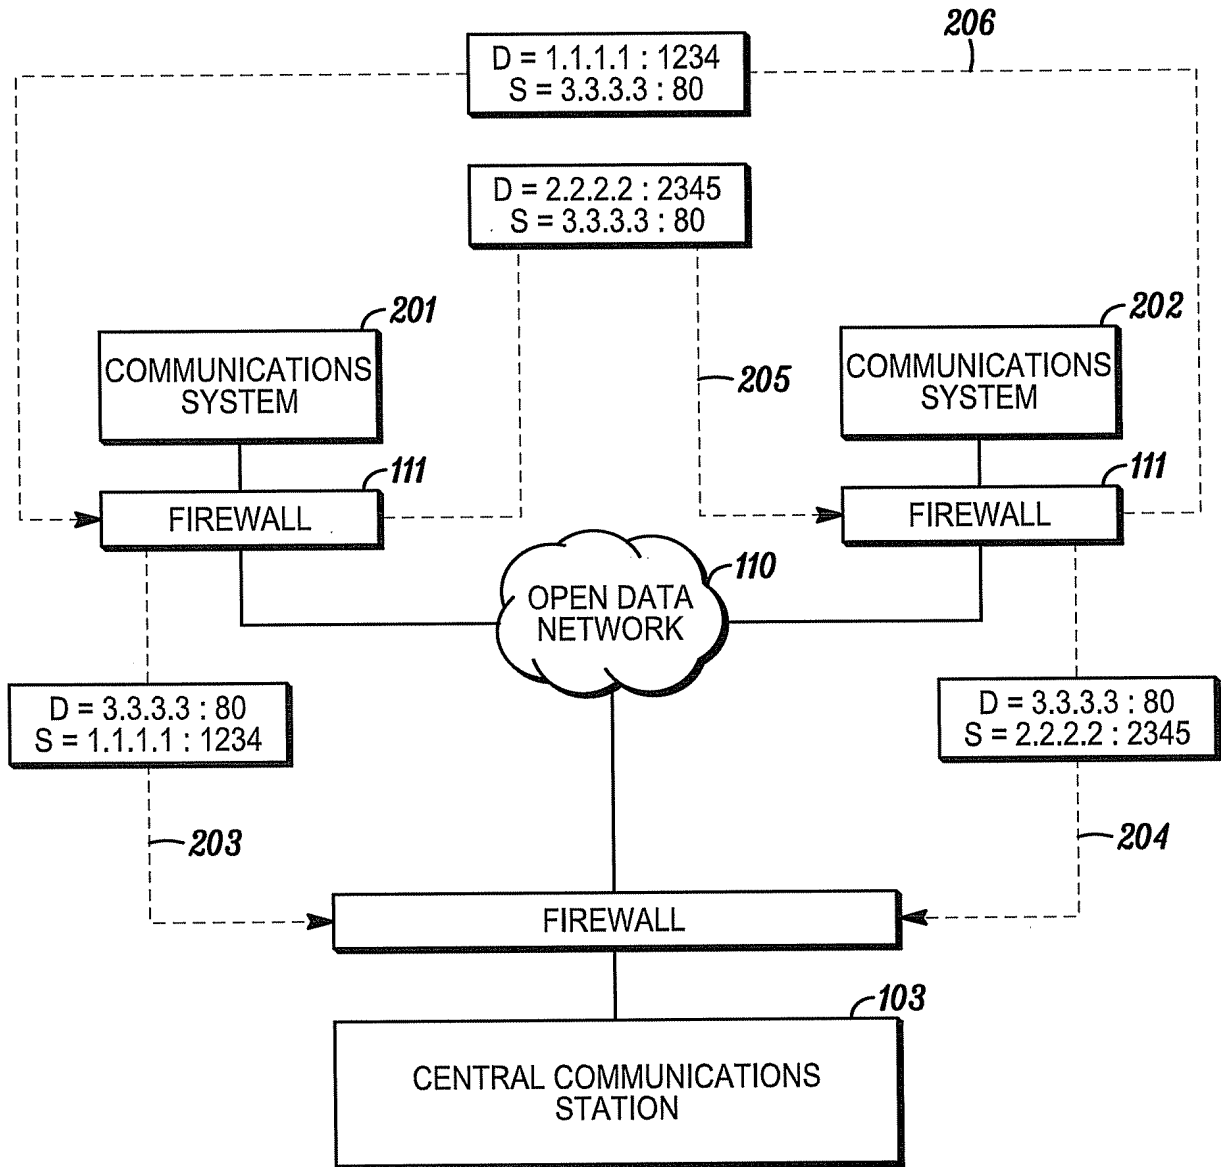 206
D = 1.1.1.1 : 1234
S = 3.3.3.3 : 80
D = 2.2.2.2 : 2345
S = 3.3.3.3 : 80
201
COMMUNICATIONS
SYSTEM
202
COMMUNICATIONS
SYSTEM
205
111
FIREWALL
111
FIREWALL
110
OPEN DATA
NETWORK
D = 3.3.3.3 : 80
S = 1.1.1.1 : 1234
D = 3.3.3.3 : 80
S = 2.2.2.2 : 2345
203
204
FIREWALL
103
CENTRAL COMMUNICATIONS
STATION